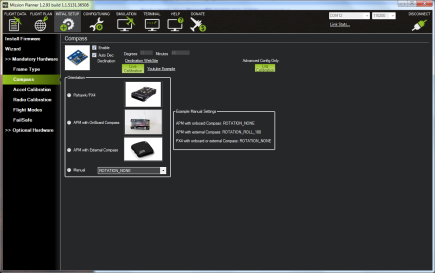 Mission Planner 1.2.93 build 1.1.5131.36508
FLIGHT DATA FLIGHT PLAN INITIAL SETUP CONFIG/TUNING SIMULATION TERMINAL HELP DONATE
COM12 115200 DISCONNECT
Link Stats...
Install Firmware
Wizard
>> Mandatory Hardware
Frame Type
Compass
Accel Calibration
Radio Calibration
Flight Modes
FailSafe
>> Optional Hardware
Compass
Enable
Auto Dec
Degrees Minutes
Declination Declination WebSite
Live Calibration Youtube Example
Advanced Config Only
Orientation
Pixhawk/PX4
APM with Onboard Compass
APM with External Compass
Manual ROTATION_NONE
Example Manual Settings
APM with onboard Compass: ROTATION_NONE
APM with external Compass: ROTATION_ROLL_180
PX4 with onboard or external Compass: ROTATION_NONE